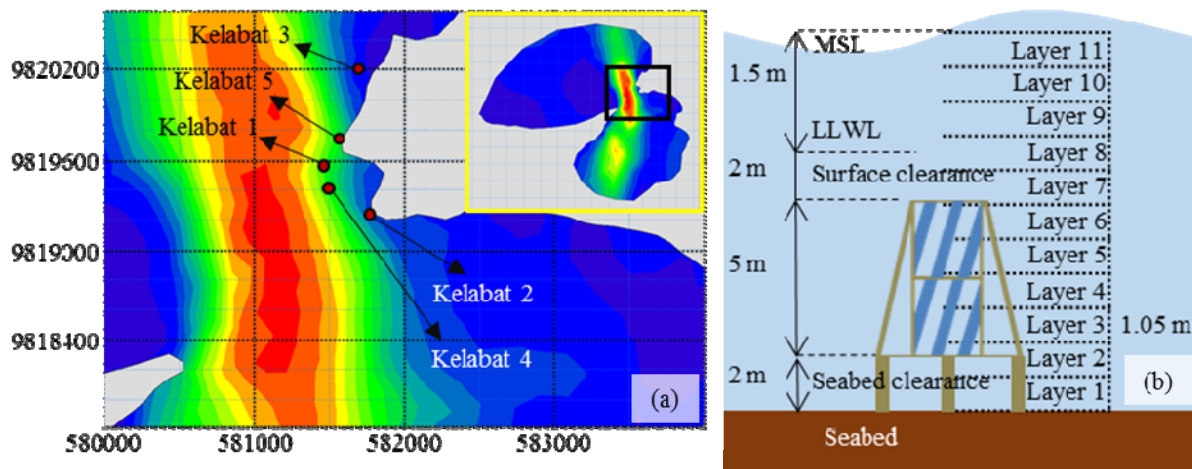 Kelabat 3
9820200
Kelabat 5
Kelabat 1
9819600
9819000
Kelabat 2
9818400
Kelabat 4
(a)
580000
581000
582000
583000
MSL
1.5 m
LLWL
2 m
Surface clearance
5 m
2 m
Seabed clearance
Seabed
Layer 11
Layer 10
Layer 9
Layer 8
Layer 7
Layer 6
Layer 5
Layer 4
Layer 3
1.05 m
Layer 2
Layer 1
(b)